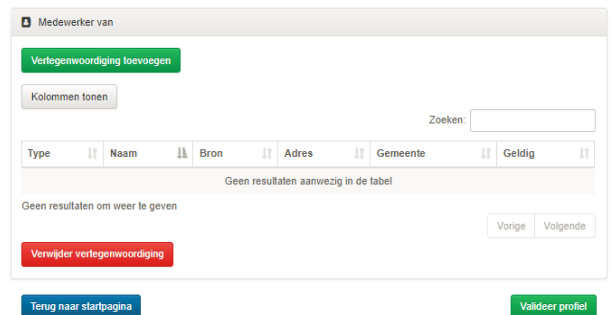 Medewerker van
Vertegenwoordiging toevoegen
Kolommen tonen
Zoeken:
Type Naam Bron Adres Gemeente Geldig
Geen resultaten aanwezig in de tabel
Geen resultaten om weer te geven
Vorige Volgende
Verwijder vertegenwoordiging
Terug naar startpagina Valideer profiel